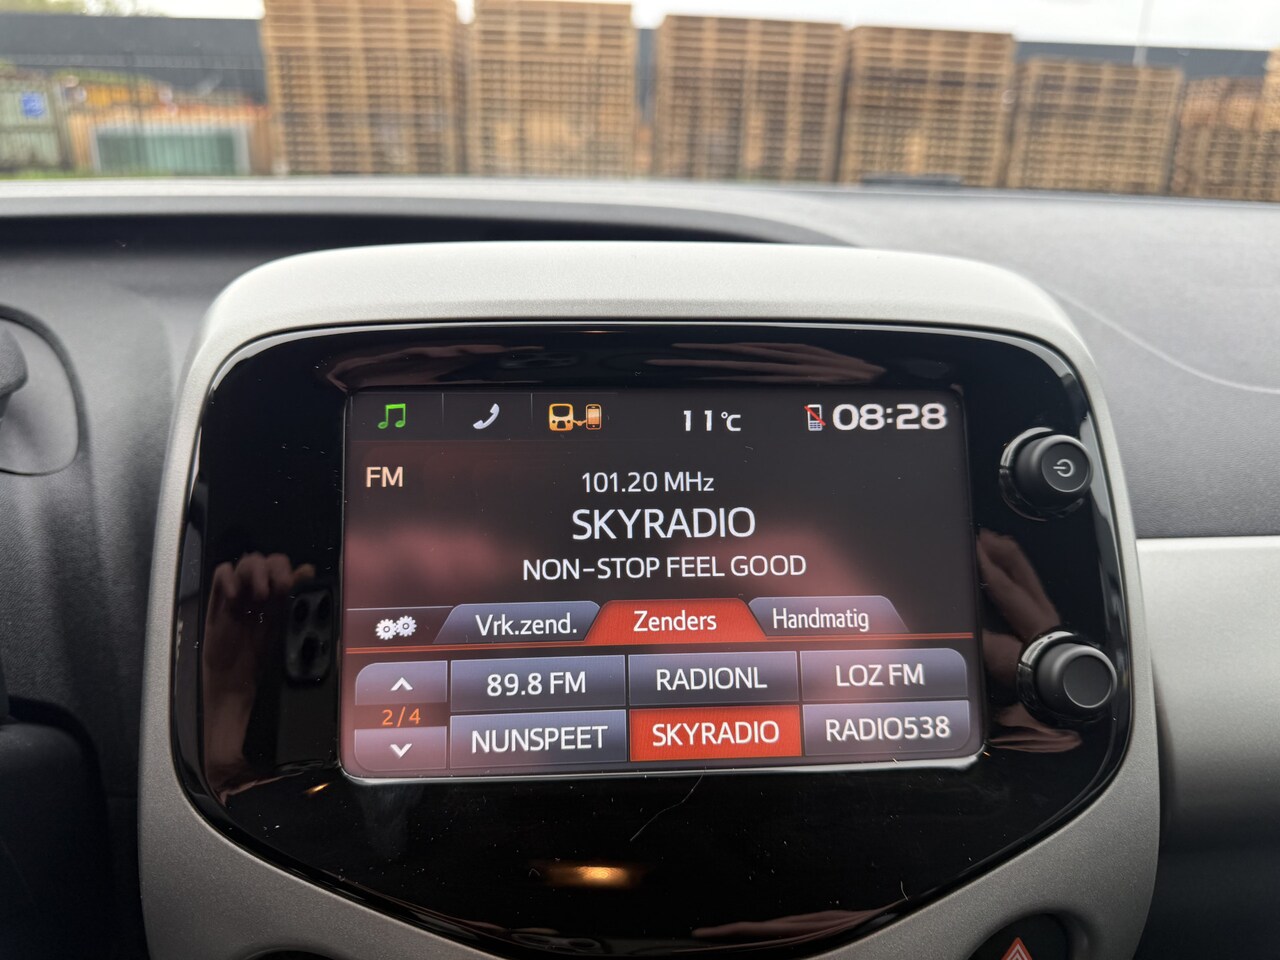 11°C
08:28
FM
101.20 MHz
SKYRADIO
NON-STOP FEEL GOOD
Vrk.zend. Zenders Handmatig
89.8 FM RADIONL LOZ FM
2/4
NUNSPEET SKYRADIO RADIO538